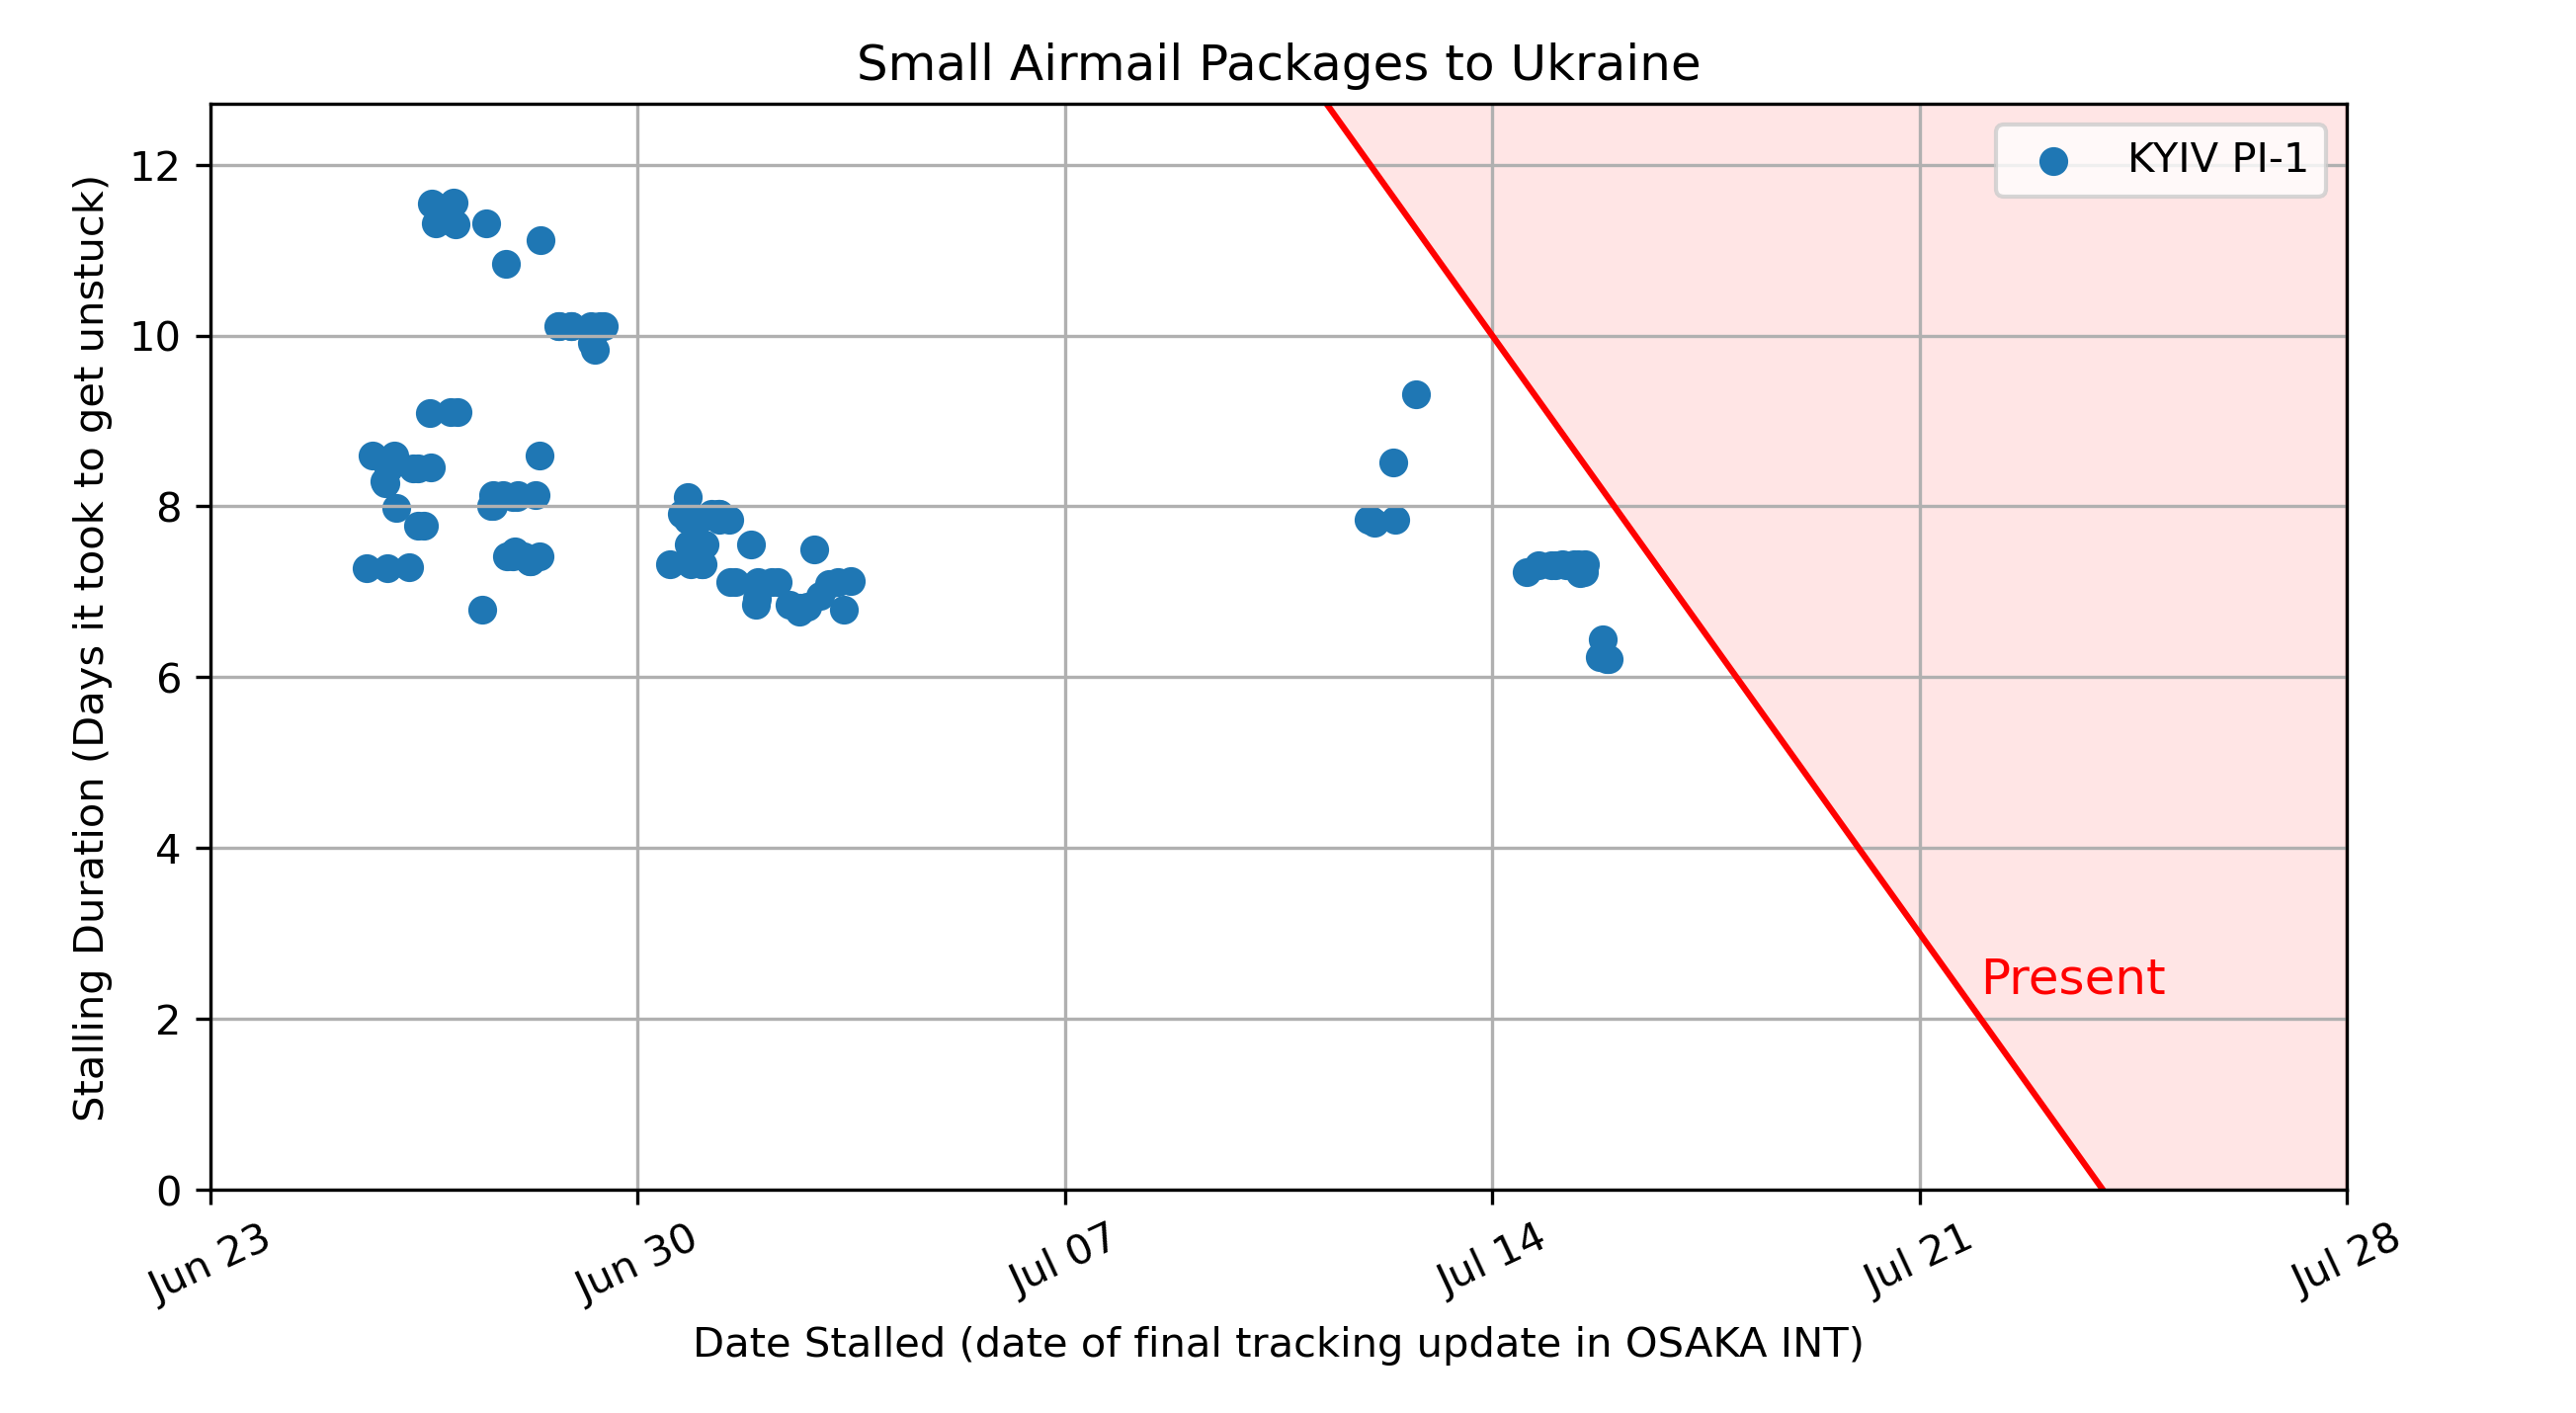 Small Airmail Packages to Ukraine
KYIV PI-1
12
10
8
6
4
2
0
Stalling Duration (Days it took to get unstuck)
Present
Jun 23
Jun 30
Jul 07
Jul 14
Jul 21
Jul 28
Date Stalled (date of final tracking update in OSAKA INT)